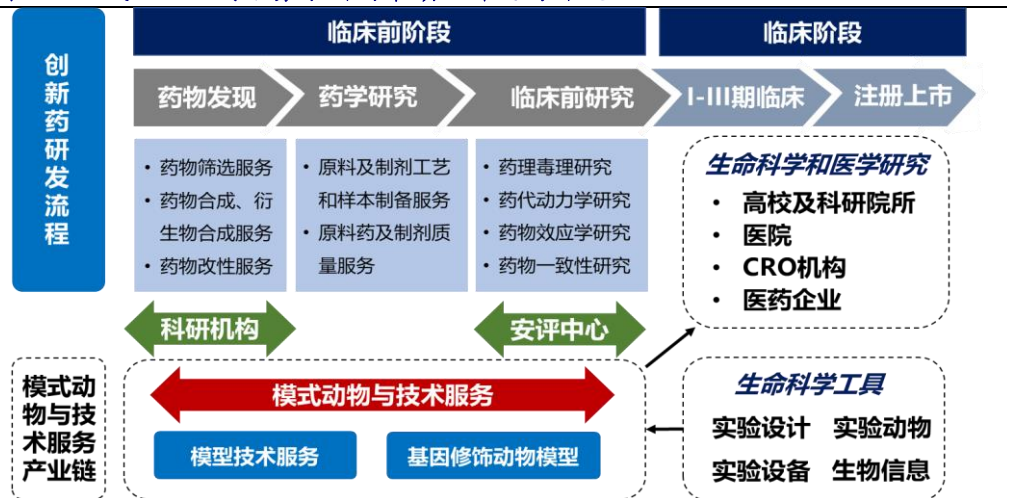 创新药研发流程
临床前阶段
临床阶段
药物发现
药学研究
临床前研究
I-III期临床
注册上市
• 药物筛选服务
• 药物合成、衍
生物合成服务
• 药物改性服务
• 原料及制剂工艺
和样本制备服务
• 原料药及制剂质
量服务
• 药理毒理研究
• 药代动力学研究
• 药物效应学研究
• 药物一致性研究
生命科学和医学研究
• 高校及科研院所
• 医院
• CRO机构
• 医药企业
科研机构
安评中心
模式动
物与技
术服务
产业链
模式动物与技术服务
模型技术服务
基因修饰动物模型
生命科学工具
实验设计 实验动物
实验设备 生物信息